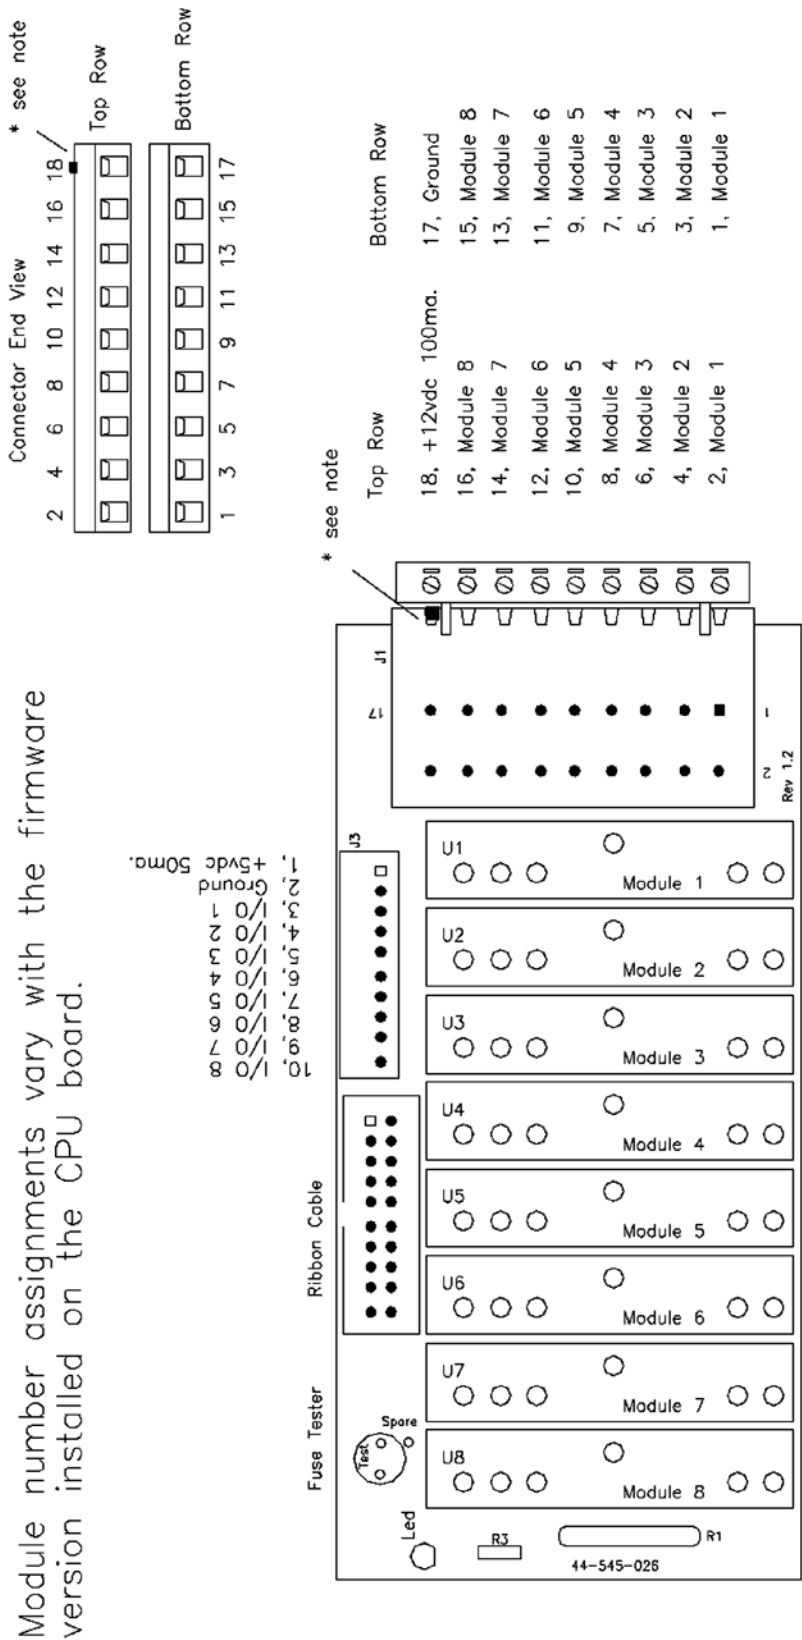 Module number assignments vary with the firmware
version installed on the CPU board.
Connector End View
* see note
2 4 6 8 10 12 14 16 18
Top Row
Bottom Row
1 3 5 7 9 11 13 15 17
Top Row
18, +12vdc 100ma.
16, Module 8
14, Module 7
12, Module 6
10, Module 5
8, Module 4
6, Module 3
4, Module 2
2, Module 1
Bottom Row
17, Ground
15, Module 8
13, Module 7
11, Module 6
9, Module 5
7, Module 4
5, Module 3
3, Module 2
1, Module 1
* see note
1, +5vdc 50ma.
2, Ground
3, I/O 1
4, I/O 2
5, I/O 3
6, I/O 4
7, I/O 5
8, I/O 6
9, I/O 7
10, I/O 8
Fuse Tester
Ribbon Cable
J3
J1
17
1
2
Rev 1.2
Led
Test
Spare
R3
R1
44-545-026
U8
Module 8
U7
Module 7
U6
Module 6
U5
Module 5
U4
Module 4
U3
Module 3
U2
Module 2
U1
Module 1